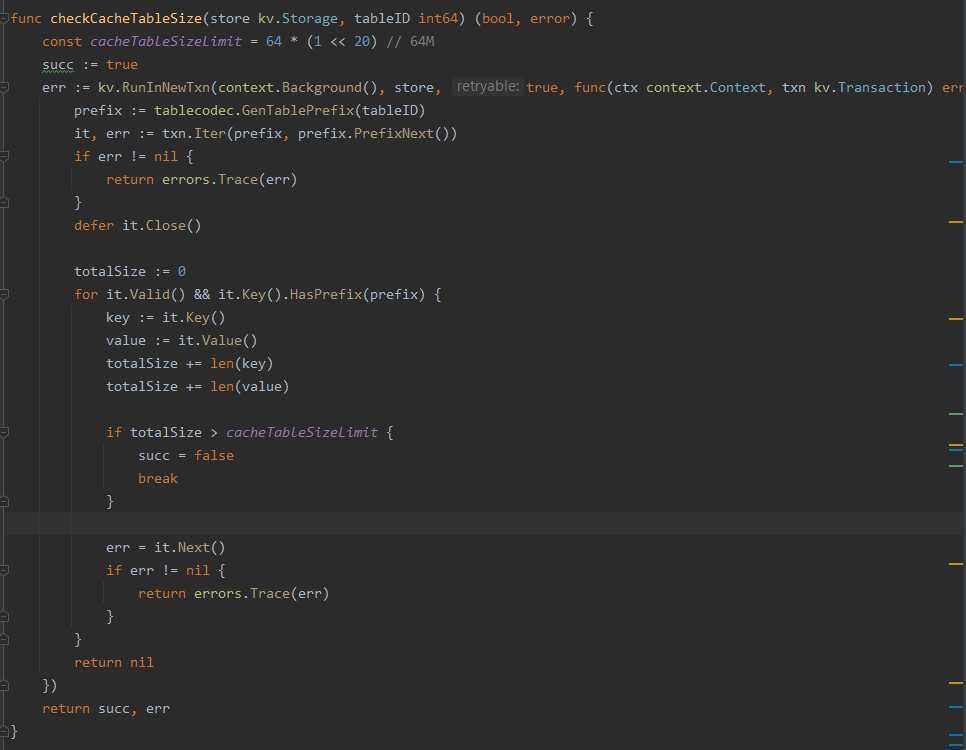 func checkCacheTableSize(store kv.Storage, tableID int64) (bool, error) {
    const cacheTableSizeLimit = 64 * (1 << 20) // 64M
    succ := true
    err := kv.RunInNewTxn(context.Background(), store, retryable: true, func(ctx context.Context, txn kv.Transaction) err
        prefix := tablecodec.GenTablePrefix(tableID)
        it, err := txn.Iter(prefix, prefix.PrefixNext())
        if err != nil {
            return errors.Trace(err)
        }
        defer it.Close()

        totalSize := 0
        for it.Valid() && it.Key().HasPrefix(prefix) {
            key := it.Key()
            value := it.Value()
            totalSize += len(key)
            totalSize += len(value)

            if totalSize > cacheTableSizeLimit {
                succ = false
                break
            }

            err = it.Next()
            if err != nil {
                return errors.Trace(err)
            }
        }
        return nil
    })
    return succ, err
}